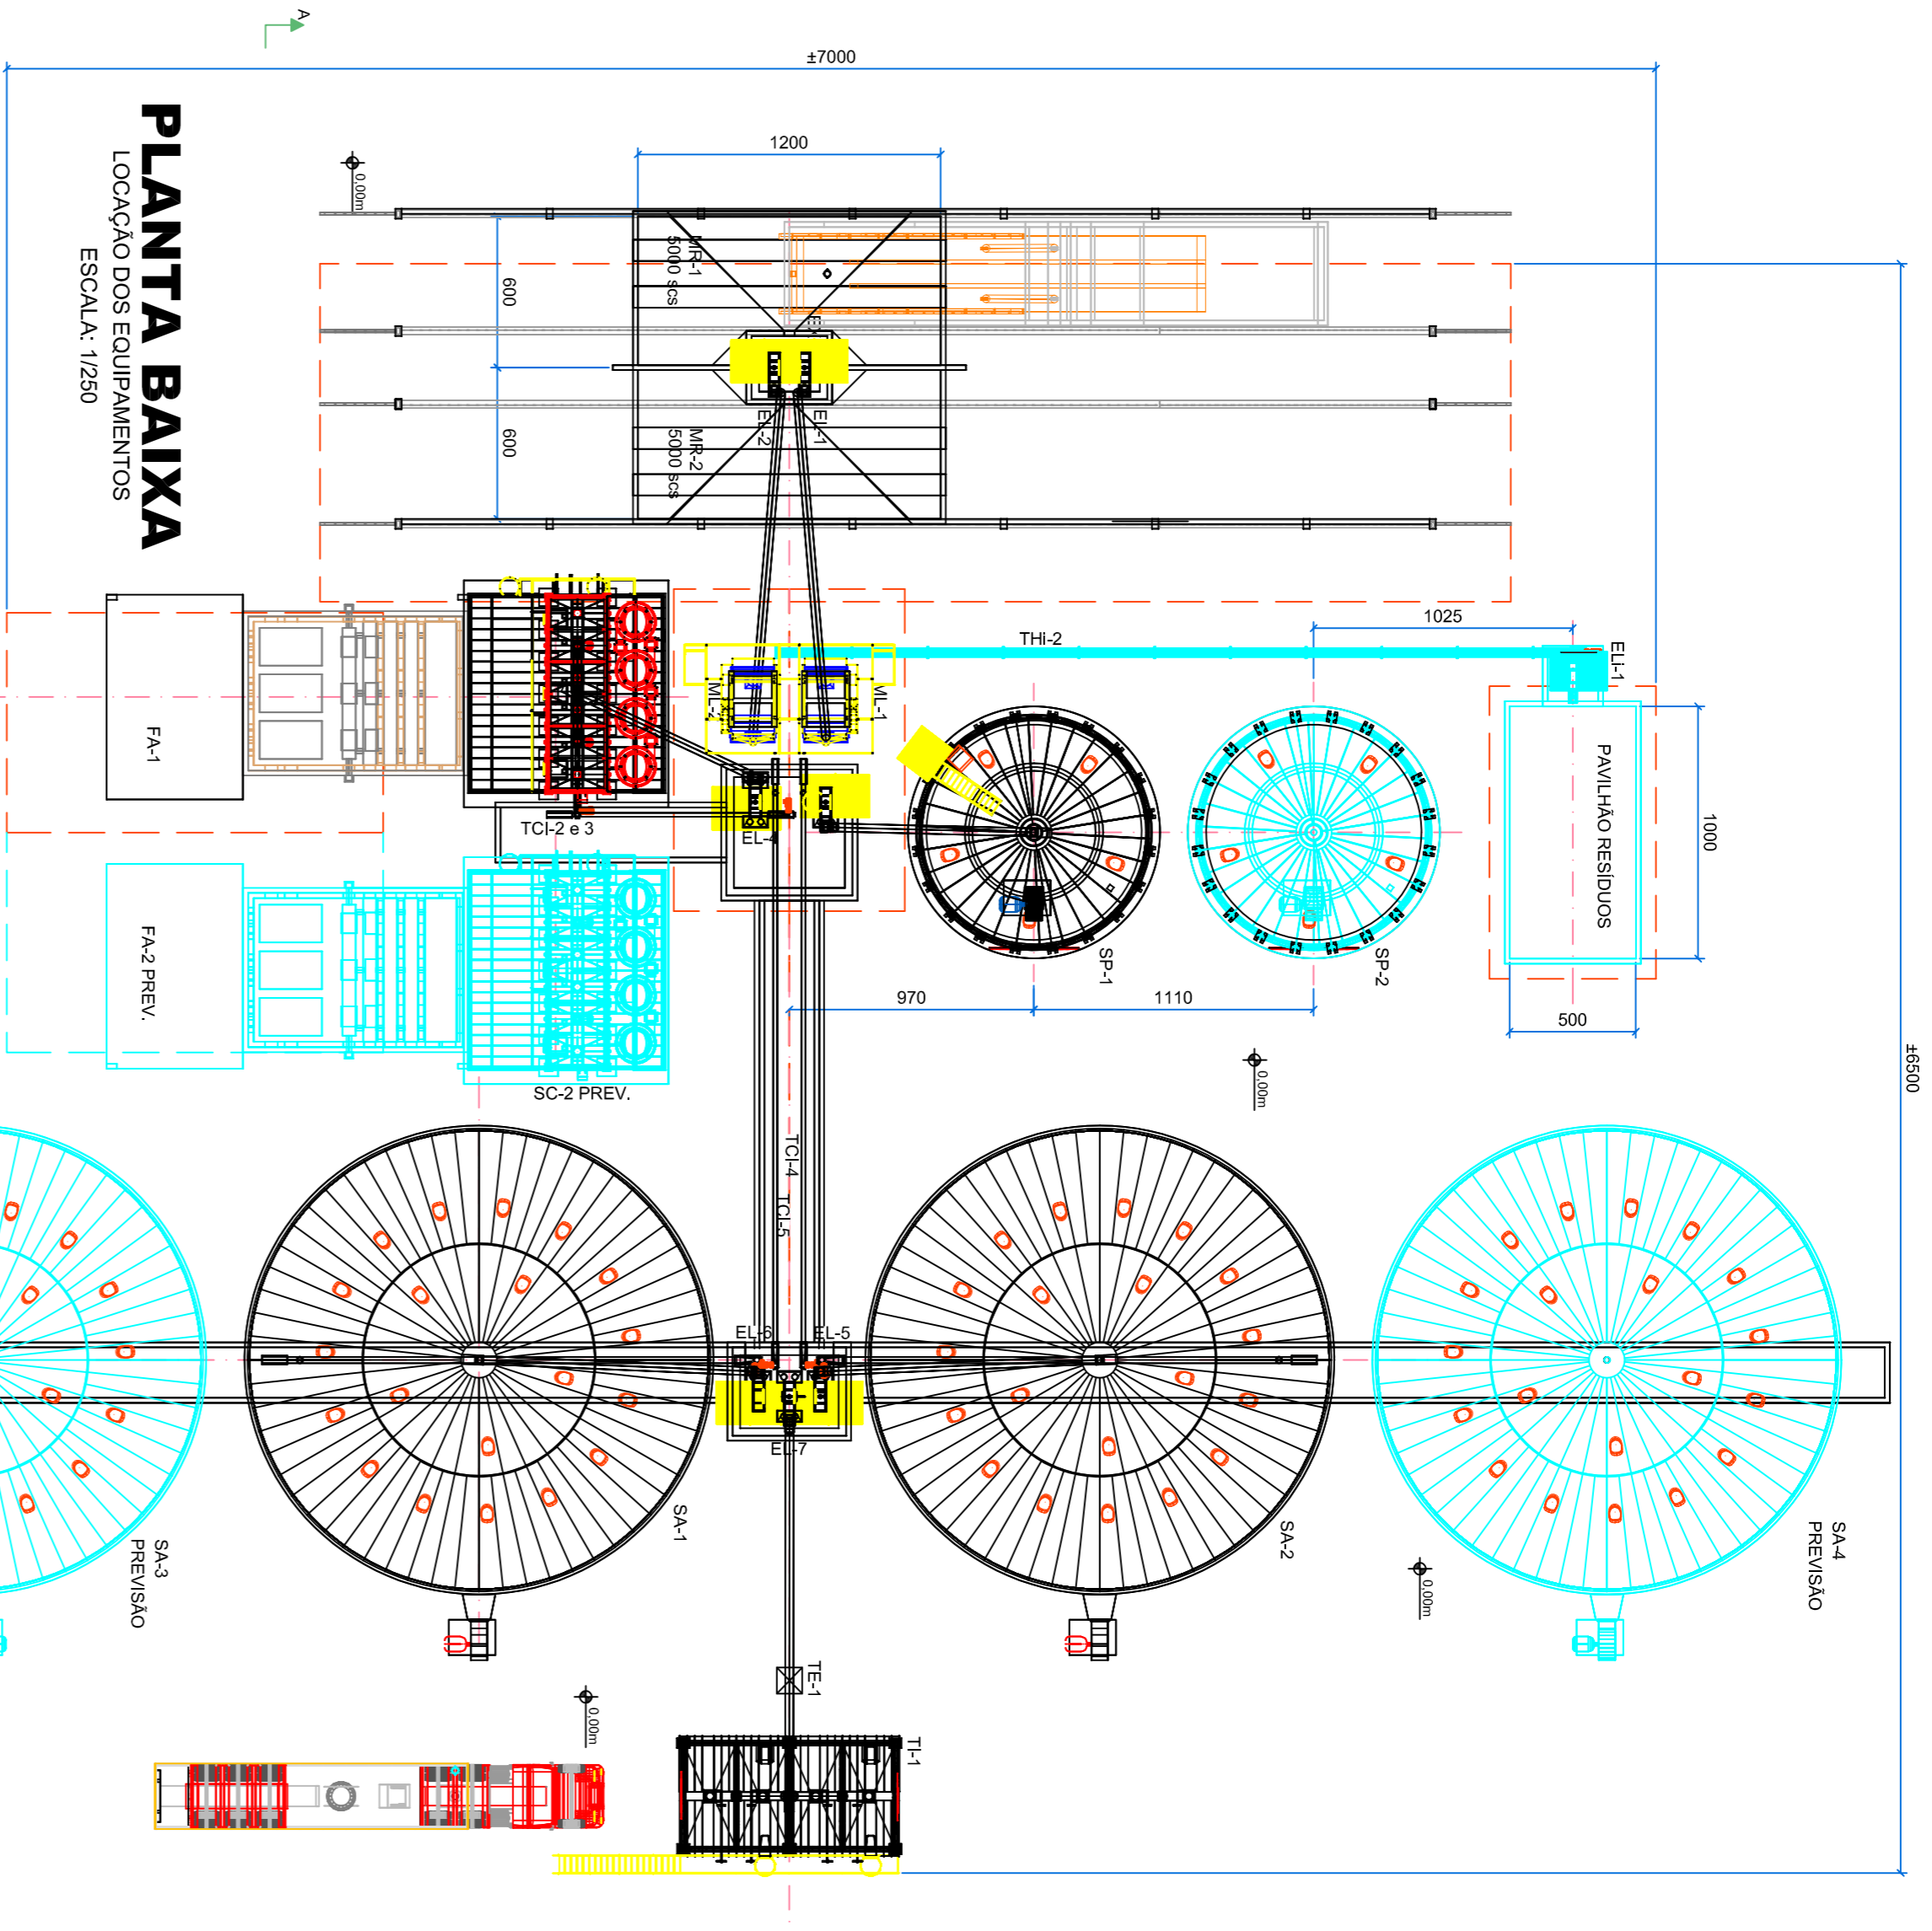 A
±7000
PLANTA BAIXA
LOCAÇÃO DOS EQUIPAMENTOS
ESCALA: 1/250
1200
0,00m
MR-1
5000 scs
600
600
EL-2
EL-1
MR-2
5000 scs
1025
THi-2
ELi-1
ML-2
ML-1
FA-1
PAVILHÃO RESÍDUOS
1000
TCI-2 e 3
EL-4
FA-2 PREV.
SP-1
SP-2
970
1110
500
±6500
0,00m
SC-2 PREV.
TCI-4
TCI-5
EL-6
EL-5
EL-7
SA-1
SA-2
SA-3
PREVISÃO
SA-4
PREVISÃO
0,00m
TE-1
0,00m
TI-1